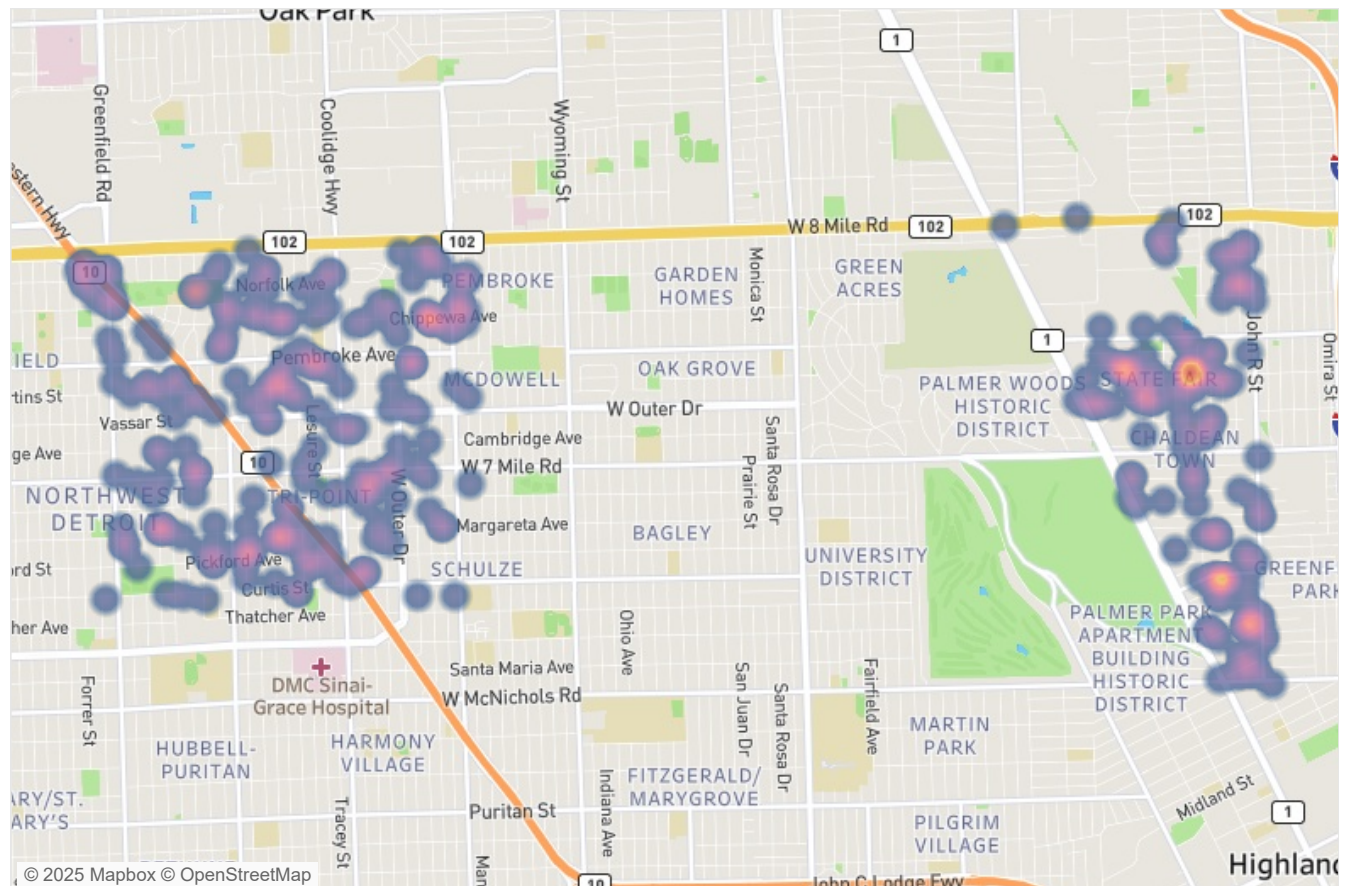 Oak Park
1
Greenfield Rd
Coolidge Hwy
Wyoming St
stern Hwy
102
102
W 8 Mile Rd
102
102
10
Norfolk Ave
PEMBROKE
GARDEN
HOMES
Monica St
GREEN
ACRES
Chippewa Ave
John R St
Omira St
1
IELD
Pembroke Ave
MCDOWELL
OAK GROVE
PALMER WOODS
HISTORIC
DISTRICT
STATE FAIR
tins St
Vassar St
Lesure St
W Outer Dr
Cambridge Ave
W 7 Mile Rd
Santa Rosa Dr
Prairie St
CHALDEAN
TOWN
ge Ave
10
NORTHWEST
DETROIT
TRI-POINT
W Outer Dr
Margareta Ave
BAGLEY
UNIVERSITY
DISTRICT
ord St
Pickford Ave
SCHULZE
GREENF
PARK
Curtis St
Thatcher Ave
her Ave
Ohio Ave
PALMER PARK
APARTMENT
BUILDING
HISTORIC
DISTRICT
DMC Sinai-
Grace Hospital
Santa Maria Ave
W McNichols Rd
Forrer St
San Juan Dr
Santa Rosa Dr
Fairfield Ave
MARTIN
PARK
HUBBELL-
PURITAN
HARMONY
VILLAGE
FITZGERALD/
MARYGROVE
ARY/ST.
ARY'S
Tracey St
Puritan St
Indiana Ave
Midland St
1
PILGRIM
VILLAGE
Man
10
John C Lodge Fwy
Highland
© 2025 Mapbox © OpenStreetMap